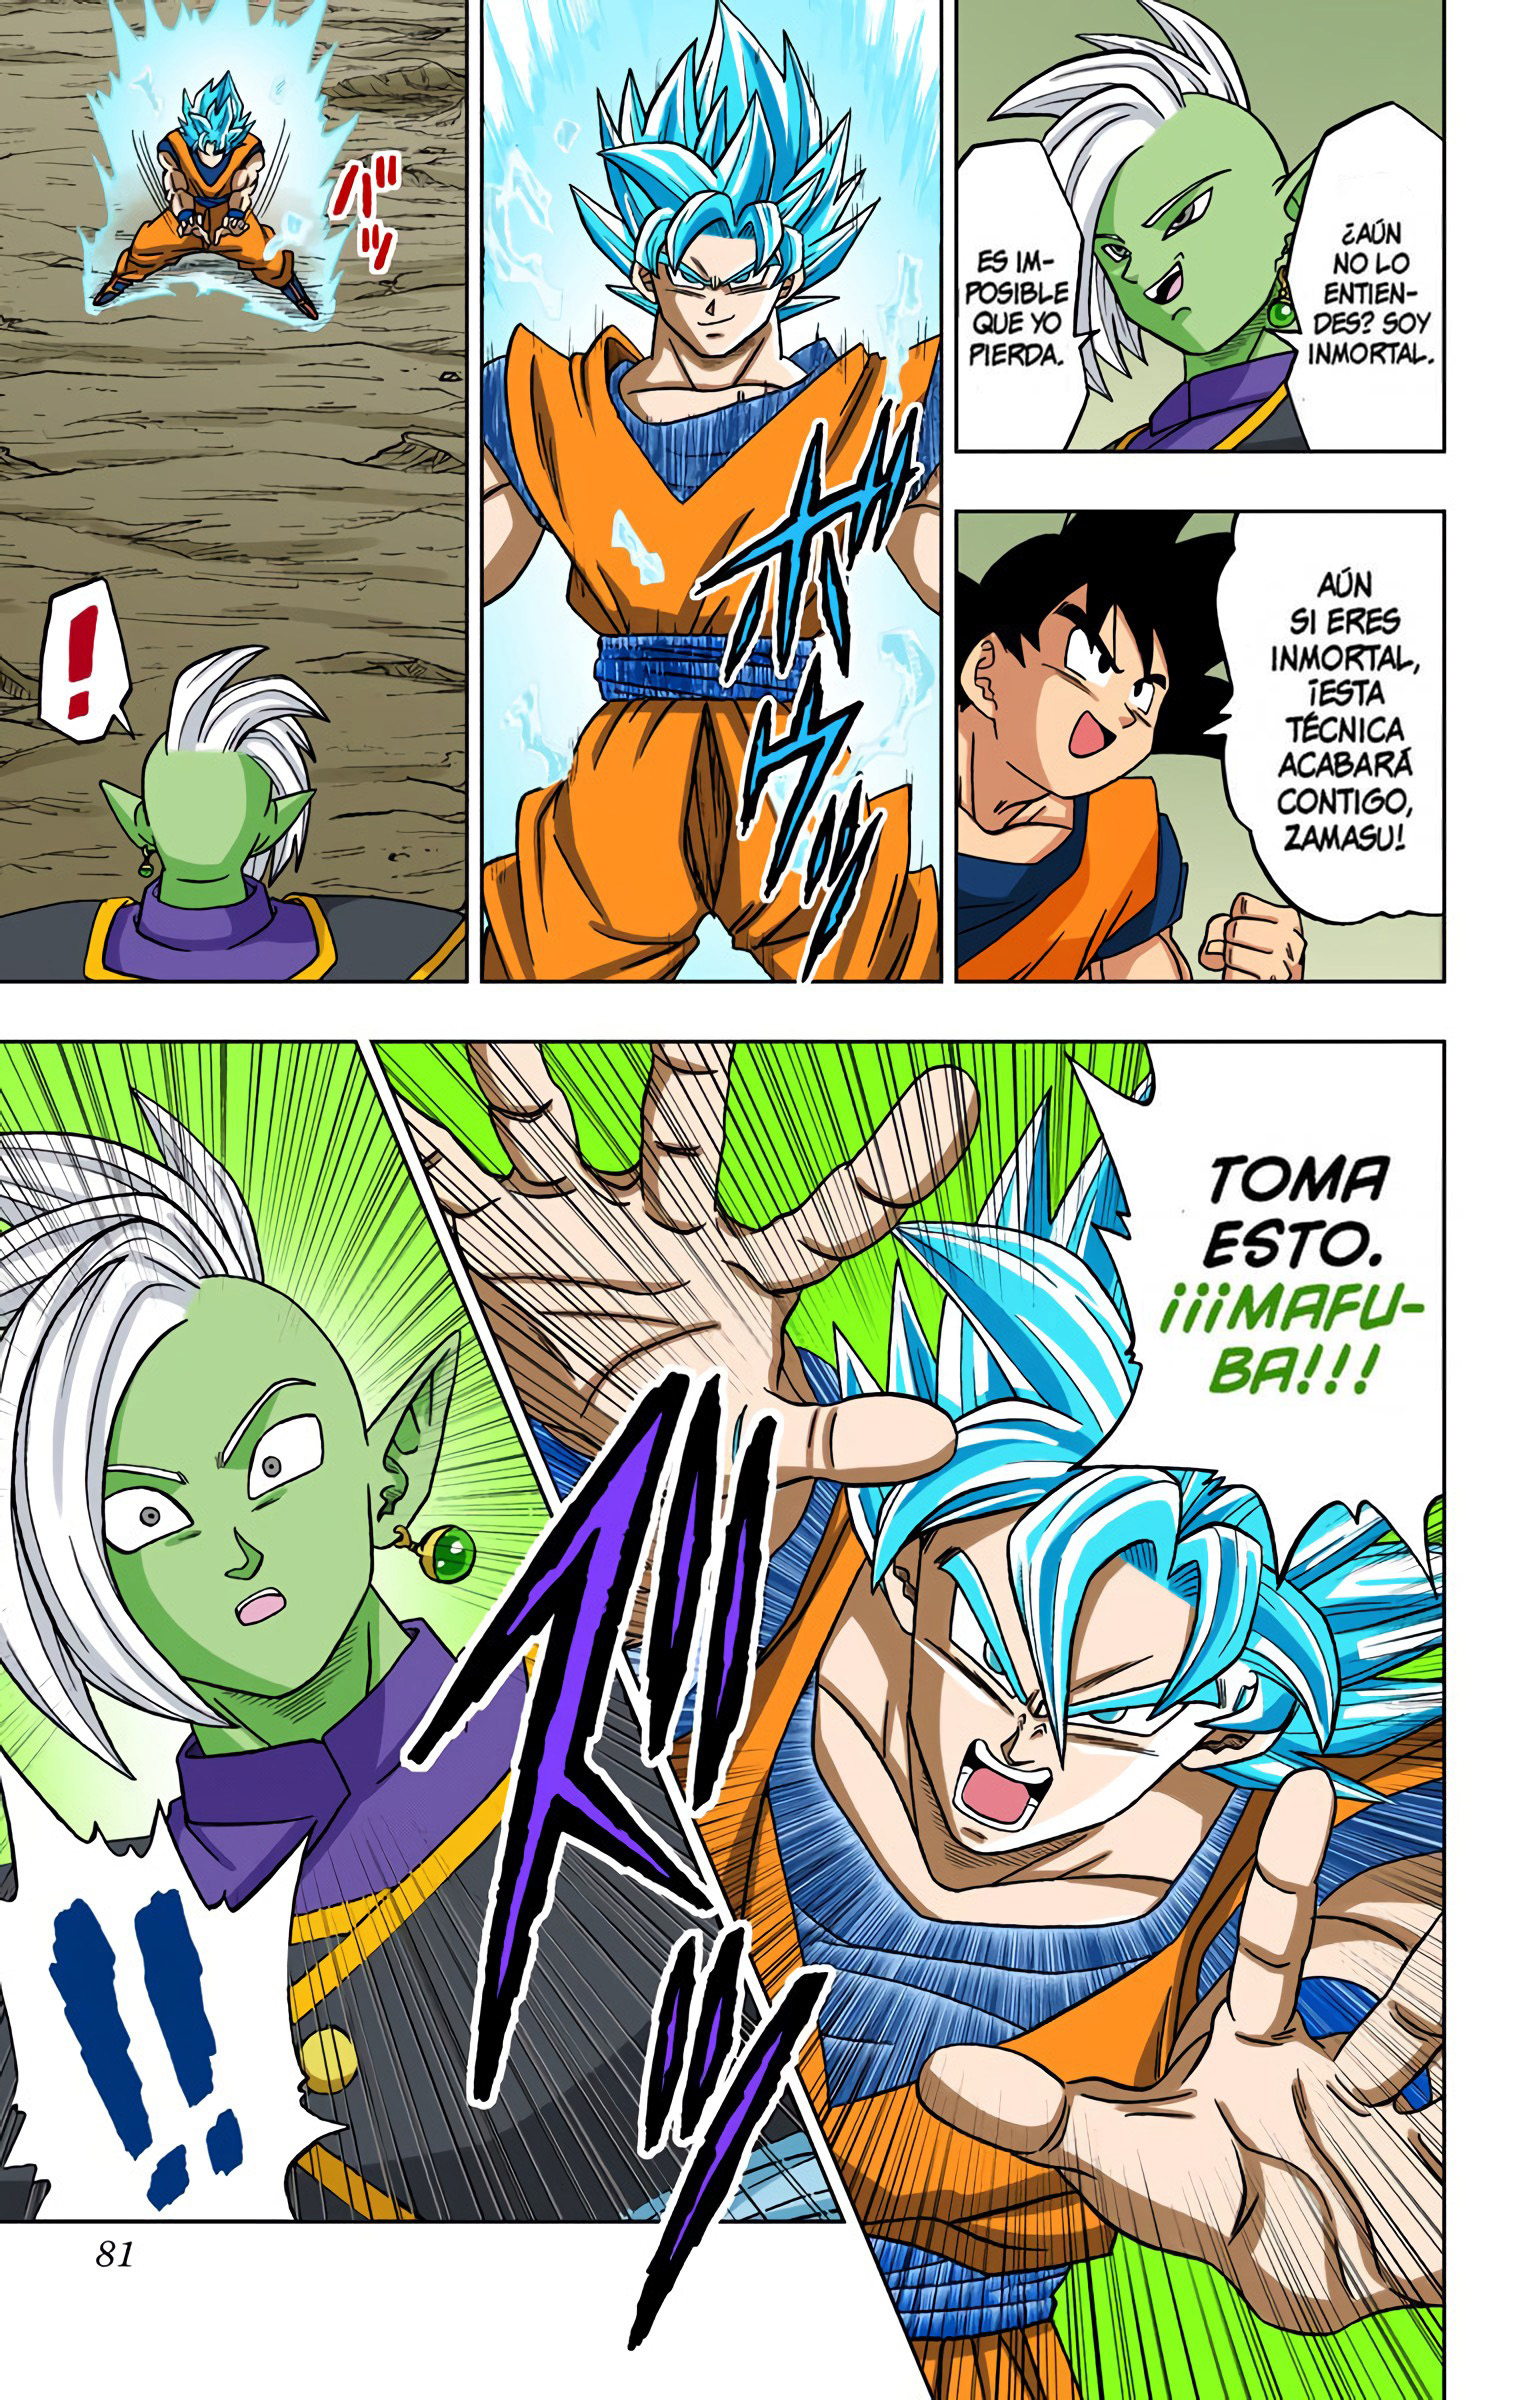 ¿AÚN
NO LO
ENTIEN-
DES? SOY
INMORTAL.
ES IM-
POSIBLE
QUE YO
PIERDA.
AÚN
SI ERES
INMORTAL,
¡ESTA
TÉCNICA
ACABARÁ
CONTIGO,
ZAMASU!
バッ
!
TOMA
ESTO.
¡¡¡MAFU-
BA!!!
!!
81